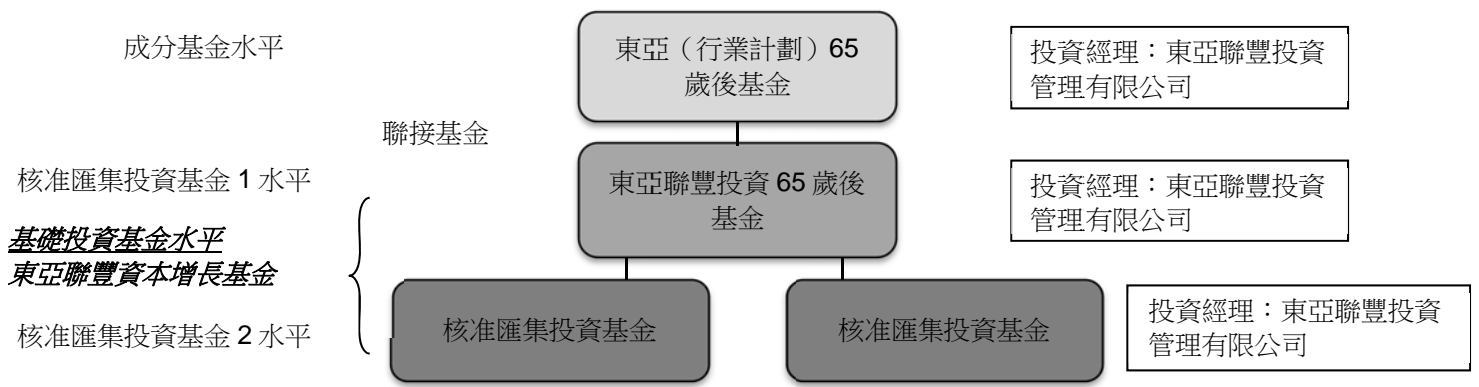 成分基金水平
東亞（行業計劃）65
歲後基金
投資經理：東亞聯豐投資
管理有限公司
聯接基金
核准匯集投資基金 1 水平
東亞聯豐投資 65 歲後
基金
投資經理：東亞聯豐投資
管理有限公司
基礎投資基金水平
東亞聯豐資本增長基金
核准匯集投資基金 2 水平
核准匯集投資基金
核准匯集投資基金
投資經理：東亞聯豐投資
管理有限公司